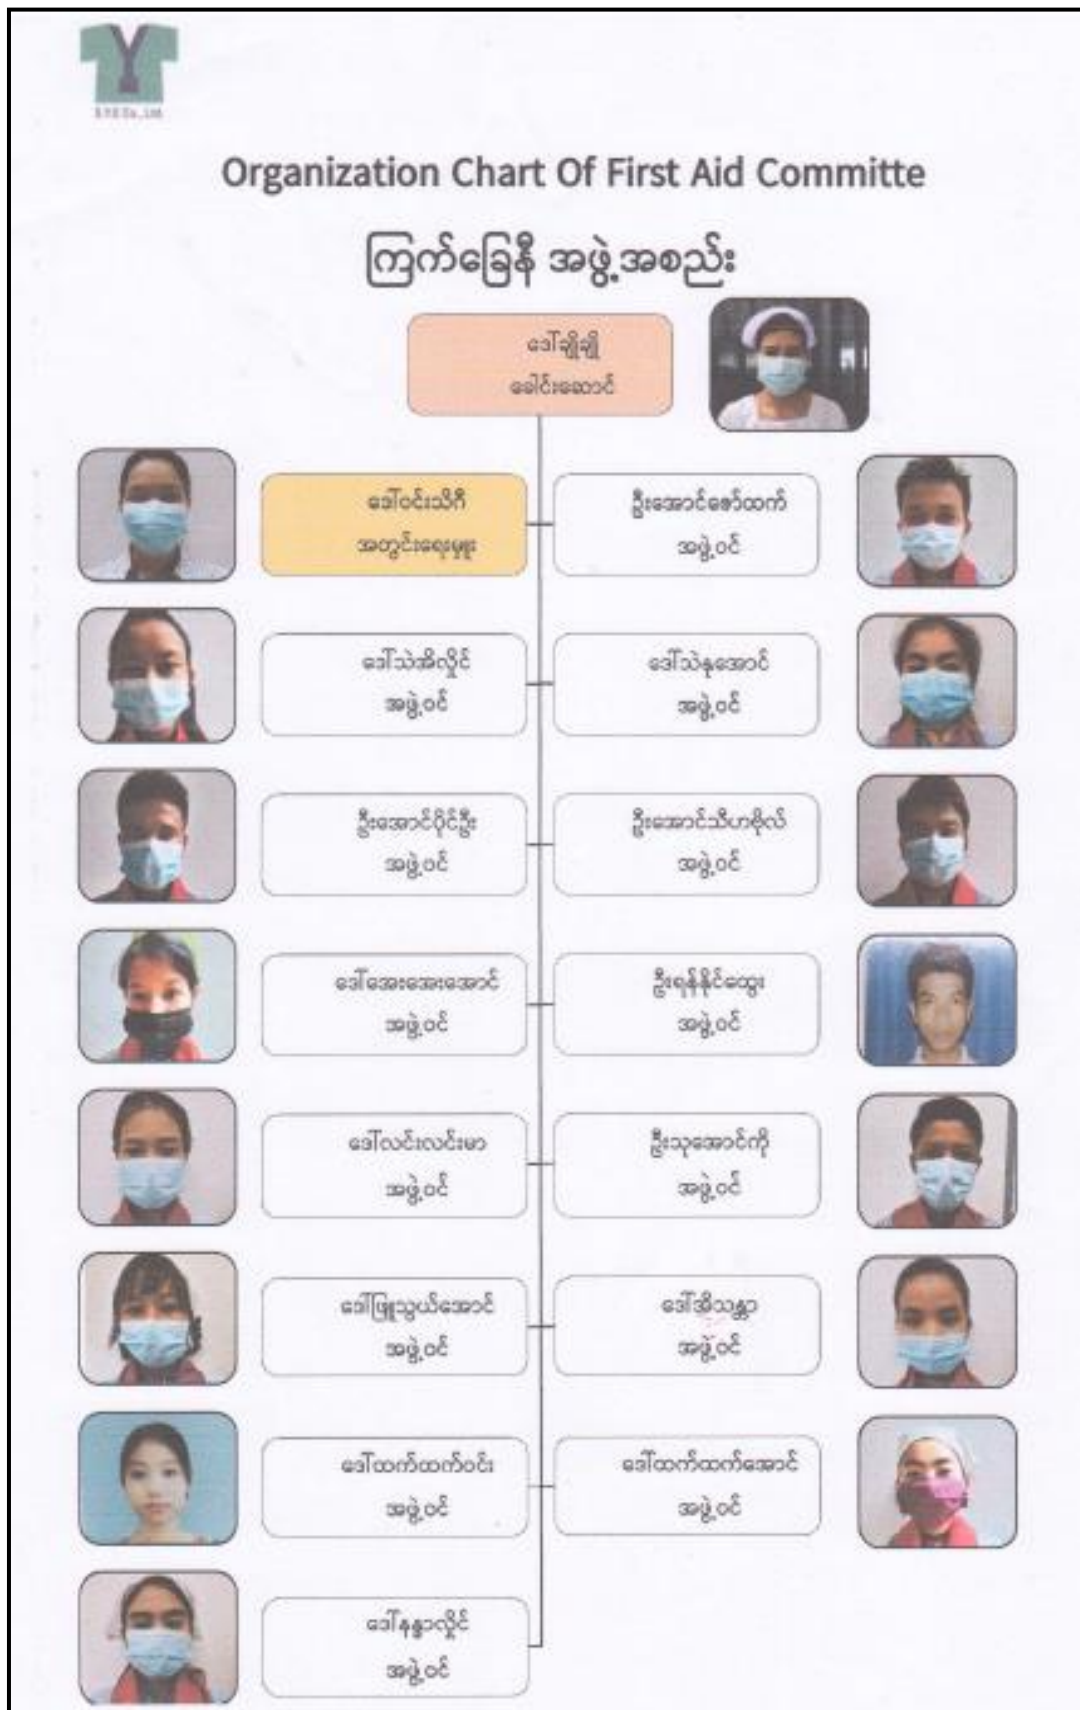 Organization Chart Of First Aid Committe
ကြက်ခြေနီ အဖွဲ့အစည်း
ဒေါ်ချိုချို
ခေါင်းဆောင်
ဒေါ်ဝင်းသိင်္ဂီ
အတွင်းရေးမှူး
ဦးအောင်ဇော်ထက်
အဖွဲ့ဝင်
ဒေါ်သဲအိလှိုင်
အဖွဲ့ဝင်
ဒေါ်သဲနုအောင်
အဖွဲ့ဝင်
ဦးအောင်ပိုင်ဦး
အဖွဲ့ဝင်
ဦးအောင်သီဟဗိုလ်
အဖွဲ့ဝင်
ဒေါ်အေးအေးအောင်
အဖွဲ့ဝင်
ဦးရန်နိုင်ထွေး
အဖွဲ့ဝင်
ဒေါ်လင်းလင်းမာ
အဖွဲ့ဝင်
ဦးသုအောင်ကို
အဖွဲ့ဝင်
ဒေါ်ဖြူသွယ်အောင်
အဖွဲ့ဝင်
ဒေါ်အိသန္တာ
အဖွဲ့ဝင်
ဒေါ်ထက်ထက်ဝင်း
အဖွဲ့ဝင်
ဒေါ်ထက်ထက်အောင်
အဖွဲ့ဝင်
ဒေါ်နန္ဒာလှိုင်
အဖွဲ့ဝင်